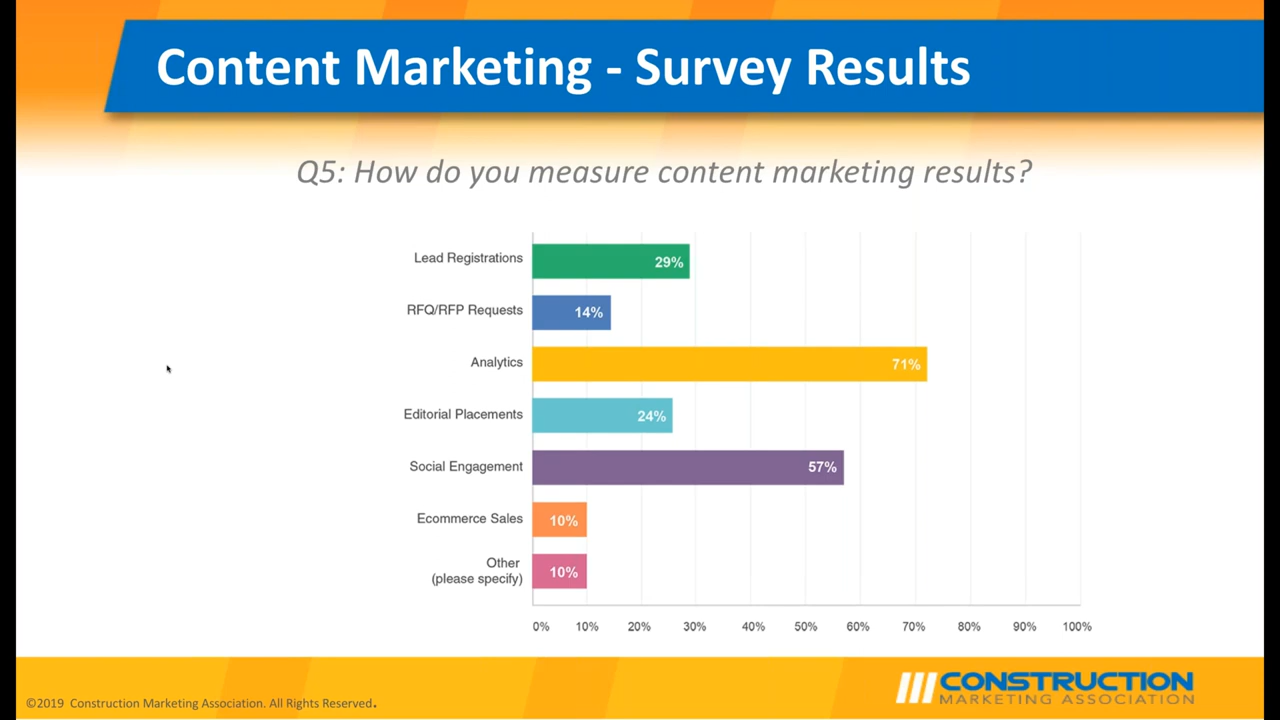 Content Marketing - Survey Results
Q5: How do you measure content marketing results?
Lead Registrations
29%
RFQ/RFP Requests
14%
Analytics
71%
Editorial Placements
24%
Social Engagement
57%
Ecommerce Sales
10%
Other
(please specify)
10%
0% 10% 20% 30% 40% 50% 60% 70% 80% 90% 100%
©2019 Construction Marketing Association. All Rights Reserved.
CONSTRUCTION
MARKETING ASSOCIATION